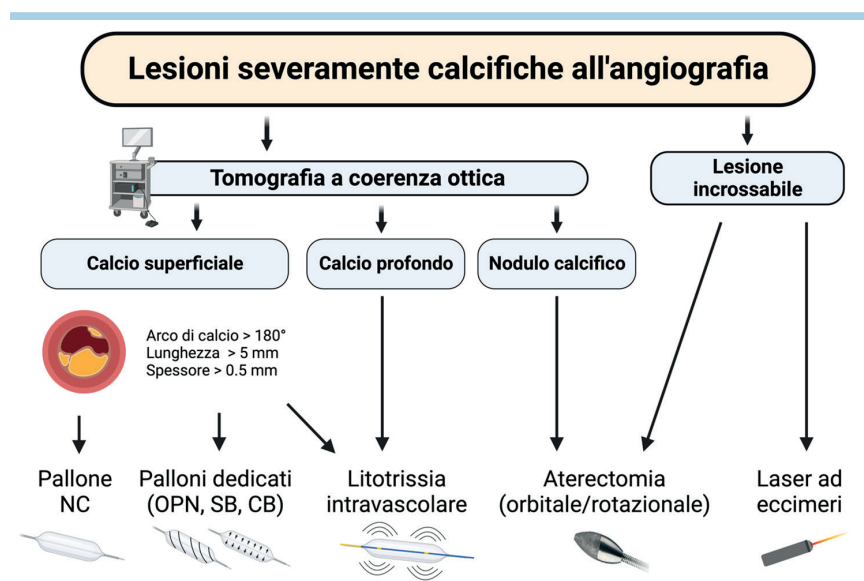 Lesioni severamente calcifiche all'angiografia
Tomografia a coerenza ottica
Lesione
incrossabile
Calcio superficiale
Calcio profondo
Nodulo calcifico
Arco di calcio > 180°
Lunghezza > 5 mm
Spessore > 0.5 mm
Pallone
NC
Palloni dedicati
(OPN, SB, CB)
Litotrissia
intravascolare
Aterectomia
(orbitale/rotazionale)
Laser ad
eccimeri